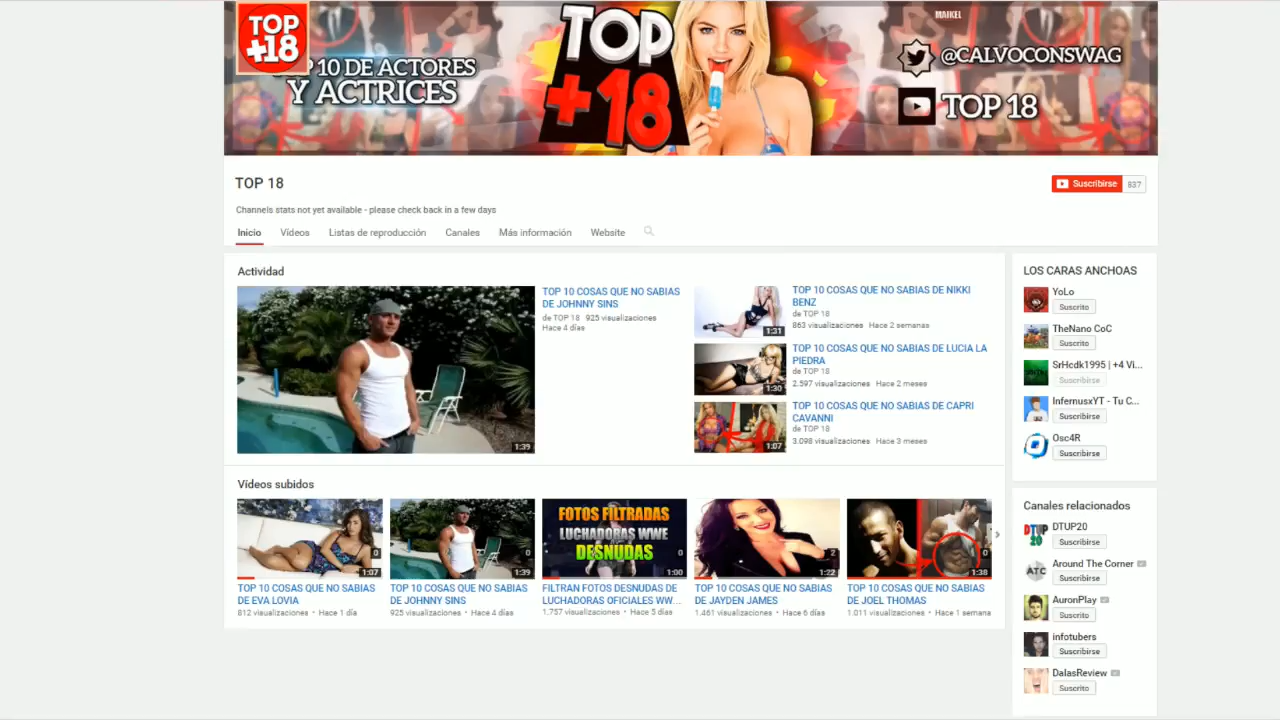 TOP
+18
TOP
+18
10 DE ACTORES
Y ACTRICES
MAIKEL
@CALVOCONSWAG
TOP 18
TOP 18
Suscribirse 837
Channels stats not yet available - please check back in a few days
Inicio Vídeos Listas de reproducción Canales Más información Website
Actividad
1:39
TOP 10 COSAS QUE NO SABIAS
DE JOHNNY SINS
de TOP 18 925 visualizaciones
Hace 4 días
1:31
TOP 10 COSAS QUE NO SABIAS DE NIKKI
BENZ
de TOP 18
863 visualizaciones Hace 2 semanas
1:30
TOP 10 COSAS QUE NO SABIAS DE LUCIA LA
PIEDRA
de TOP 18
2.597 visualizaciones Hace 2 meses
1:07
TOP 10 COSAS QUE NO SABIAS DE CAPRI
CAVANNI
de TOP 18
3.098 visualizaciones Hace 3 meses
Vídeos subidos
0
1:07
TOP 10 COSAS QUE NO SABIAS
DE EVA LOVIA
812 visualizaciones • Hace 1 día
0
1:39
TOP 10 COSAS QUE NO SABIAS
DE JOHNNY SINS
925 visualizaciones • Hace 4 días
FOTOS FILTRADAS
LUCHADORAS WWE
DESNUDAS
0
1:00
FILTRAN FOTOS DESNUDAS DE
LUCHADORAS OFICIALES WW...
1.757 visualizaciones • Hace 5 días
2
1:22
TOP 10 COSAS QUE NO SABIAS
DE JAYDEN JAMES
1.461 visualizaciones • Hace 6 días
0
1:38
TOP 10 COSAS QUE NO SABIAS
DE JOEL THOMAS
1.011 visualizaciones • Hace 1 semana
LOS CARAS ANCHOAS
YoLo
Suscrito
TheNano CoC
Suscrito
SrHcdk1995 | +4 Vi...
Suscribirse
InfernusxYT - Tu C...
Suscribirse
Osc4R
Suscribirse
Canales relacionados
DTUP
20
DTUP20
Suscribirse
ATC
Around The Corner
Suscribirse
AuronPlay
Suscrito
infotubers
Suscribirse
DalasReview
Suscrito